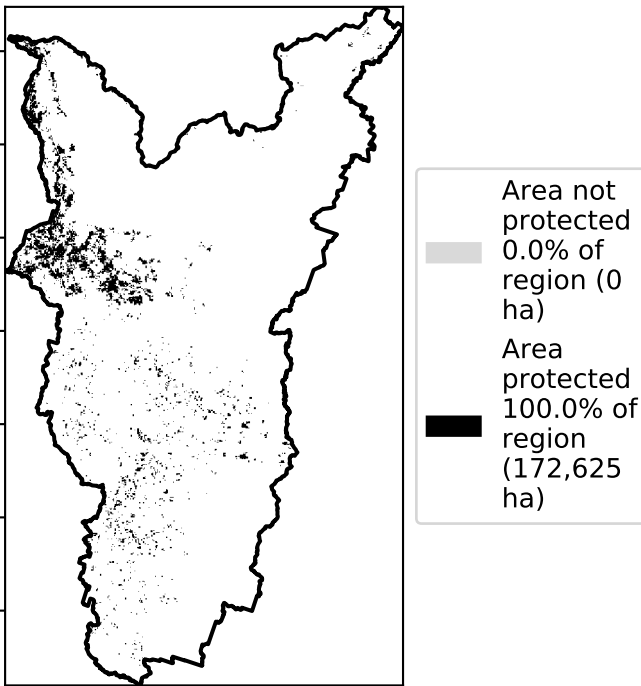 Area not
protected
0.0% of
region (0
ha)
Area
protected
100.0% of
region
(172,625
ha)